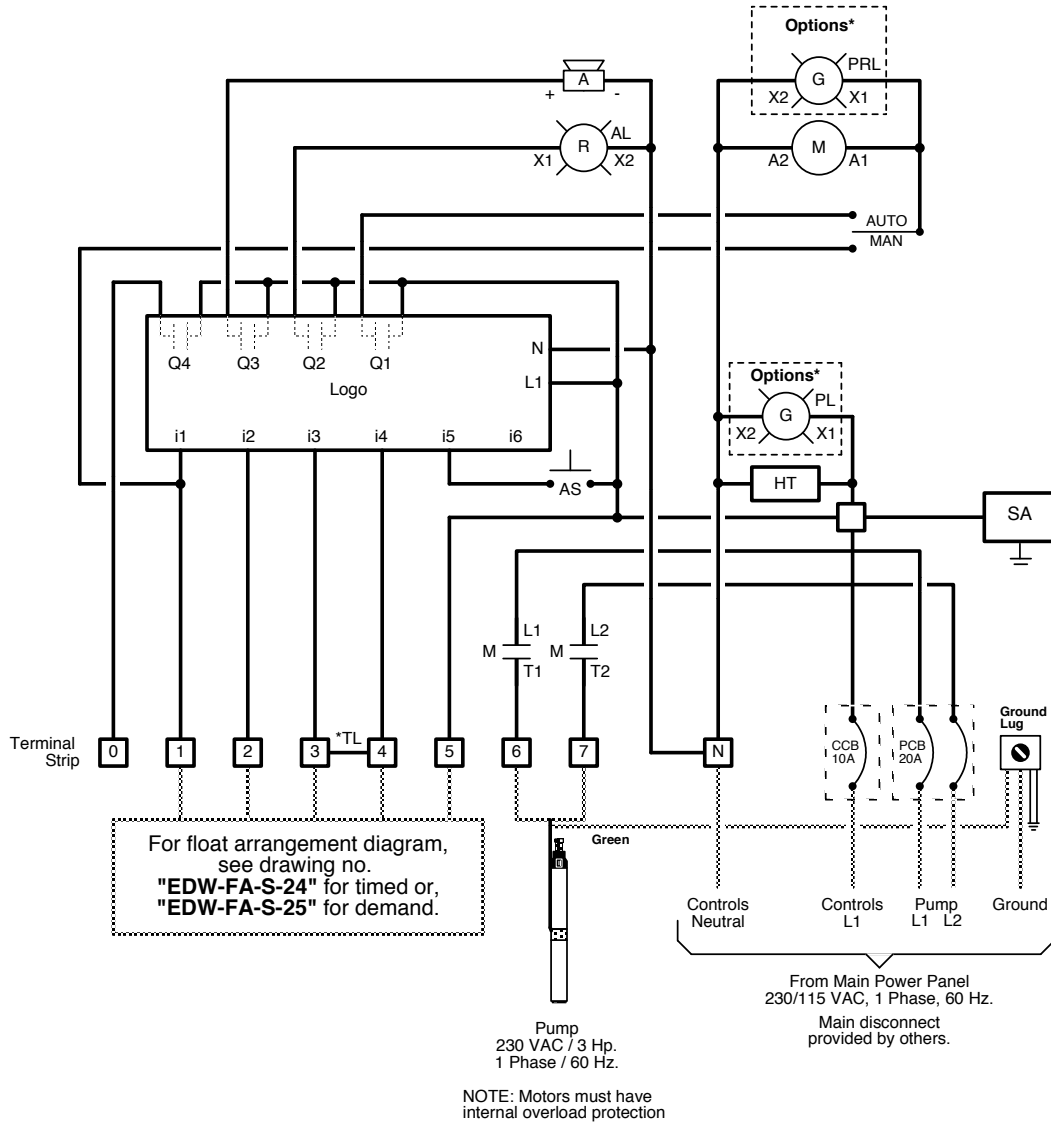 Options*
PRL
G
X2 X1
A
+ -
AL
R
X1 X2
M
A2 A1
AUTO
MAN
Q4 Q3 Q2 Q1
N
L1
Logo
i1 i2 i3 i4 i5 i6
AS
Options*
PL
G
X2 X1
HT
SA
L1 L2
M M
T1 T2
Terminal
Strip
0 1 2 3 *TL 4 5 6 7 N
CCB
10A
PCB
20A
Ground
Lug
Green
For float arrangement diagram,
see drawing no.
"EDW-FA-S-24" for timed or,
"EDW-FA-S-25" for demand.
Controls
Neutral
Controls
L1
Pump
L1 L2
Ground
From Main Power Panel
230/115 VAC, 1 Phase, 60 Hz.
Main disconnect
provided by others.
Pump
230 VAC / 3 Hp.
1 Phase / 60 Hz.
NOTE: Motors must have
internal overload protection